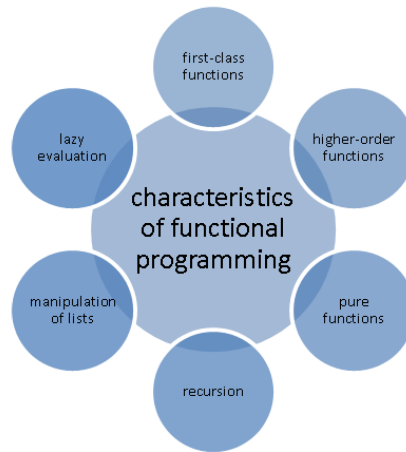 first-class
functions
higher-order
functions
pure
functions
recursion
manipulation
of lists
lazy
evaluation
characteristics
of functional
programming